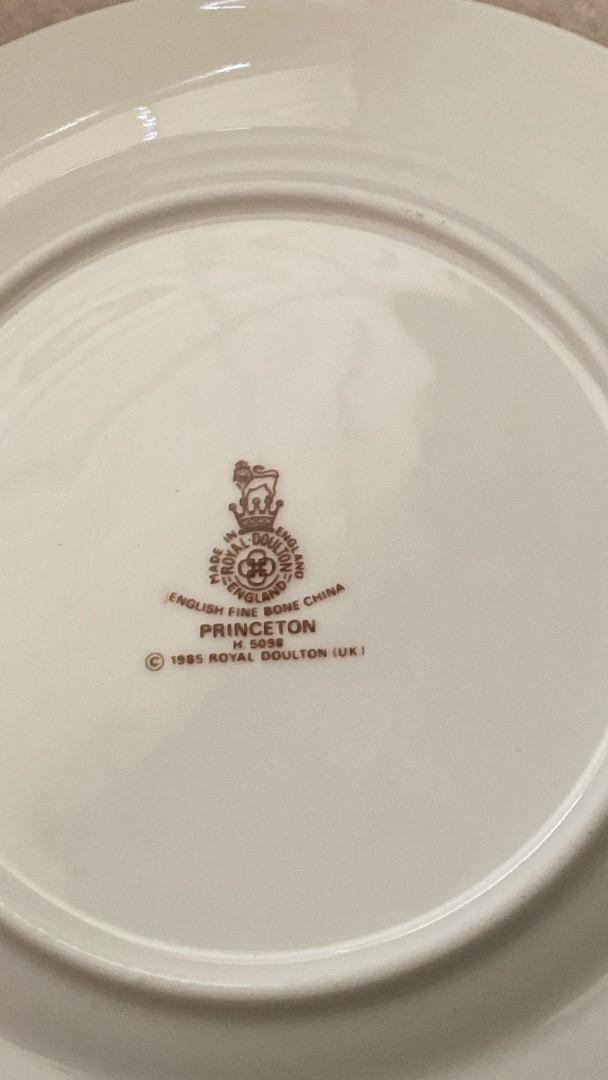 MADE IN ENGLAND
ROYAL·DOULTON
ENGLAND
ENGLISH FINE BONE CHINA
PRINCETON
H. 5098
© 1985 ROYAL DOULTON (UK)